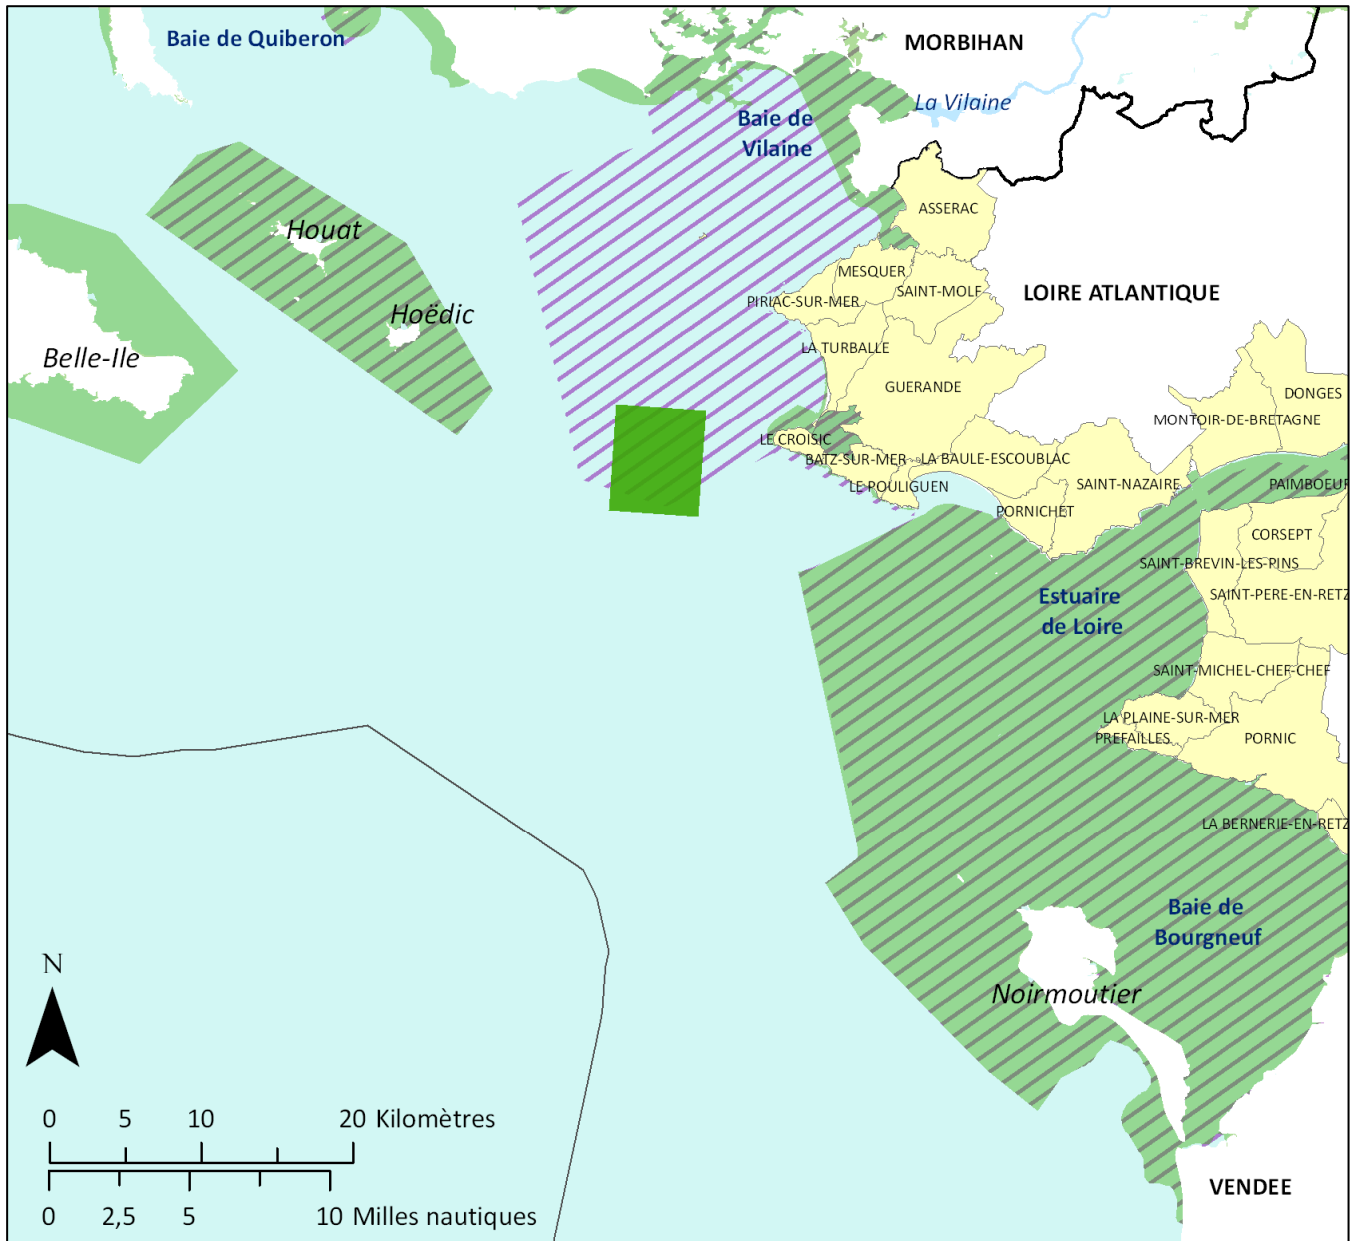 Baie de Quiberon
MORBIHAN
La Vilaine
Baie de
Vilaine
ASSERAC
Houat
MESQUER
SAINT-MOLF
PIRIAC-SUR-MER
LOIRE ATLANTIQUE
Hoëdic
LA TURBALLE
Belle-Ile
GUERANDE
DONGES
MONTOIR-DE-BRETAGNE
LE CROISIC
BATZ-SUR-MER
LA BAULE-ESCOUBLAC
LE POULIGUEN
SAINT-NAZAIRE
PAIMBOEUF
PORNICHET
CORSEPT
SAINT-BREVIN-LES-PINS
Estuaire
de Loire
SAINT-PERE-EN-RETZ
SAINT-MICHEL-CHEF-CHEF
LA PLAINE-SUR-MER
PREFAILLES
PORNIC
LA BERNERIE-EN-RETZ
Baie de
Bourgneuf
N
Noirmoutier
0 5 10 20 Kilomètres
0 2,5 5 10 Milles nautiques
VENDEE